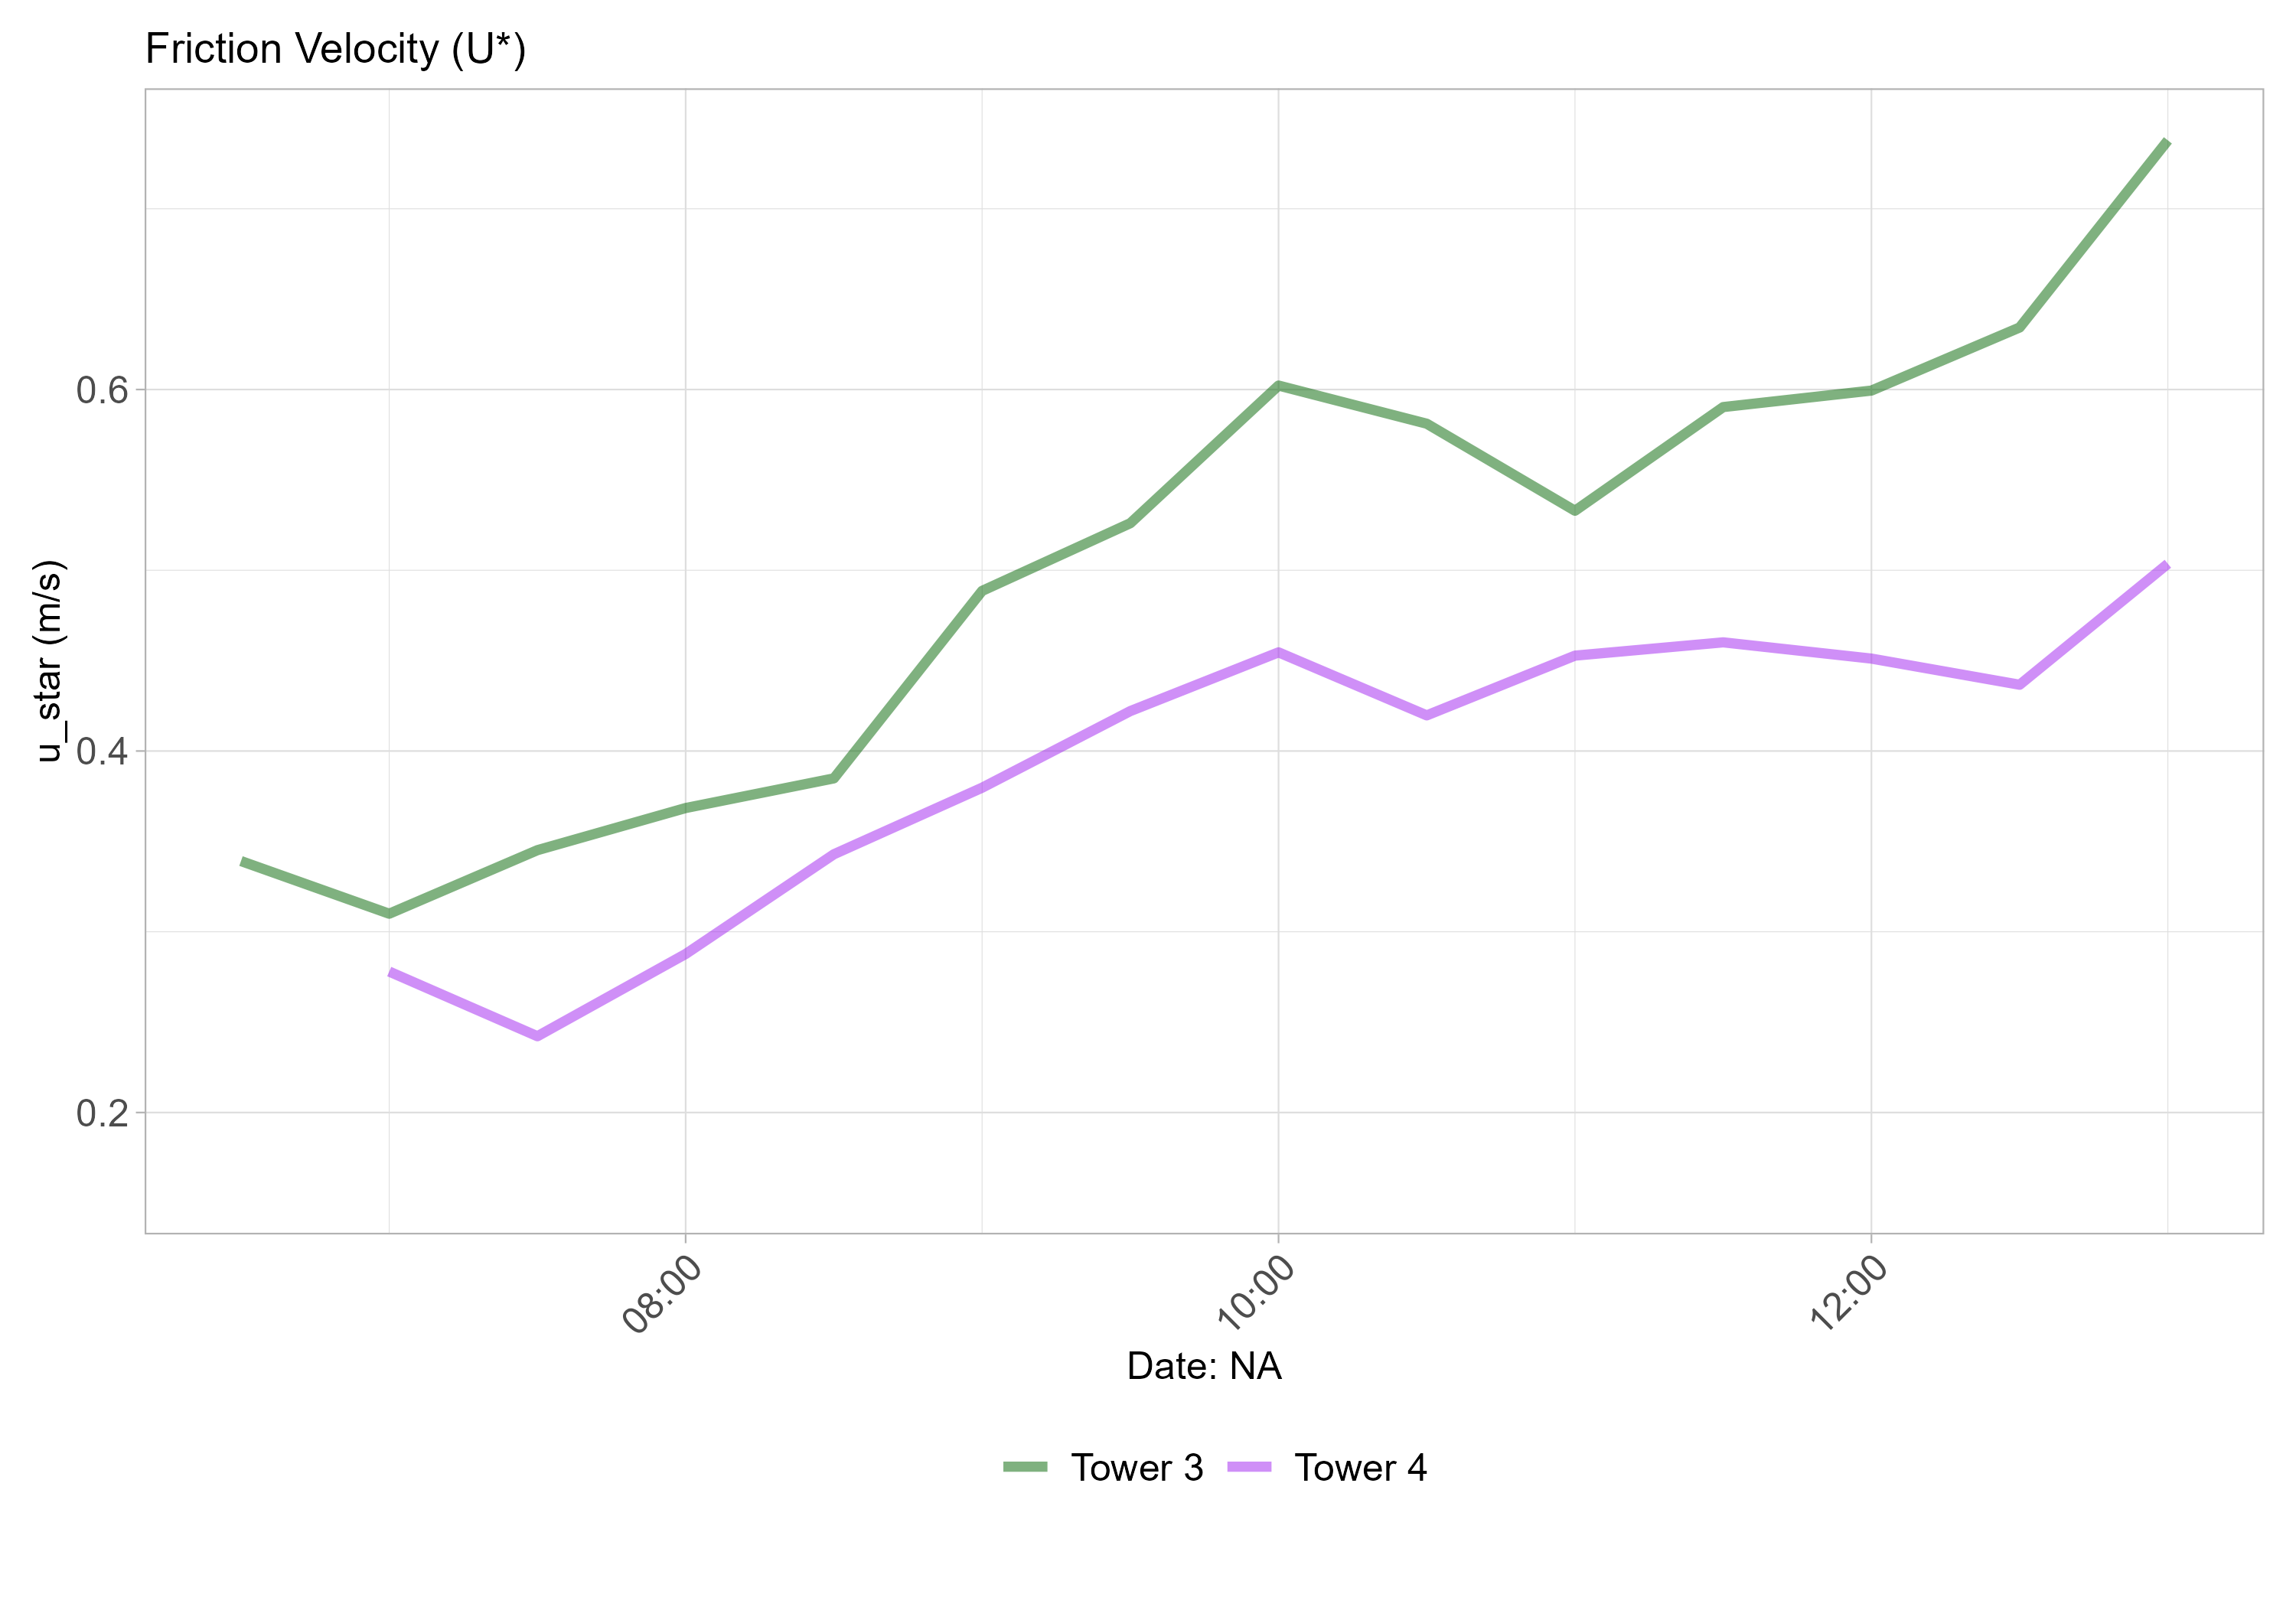 Friction Velocity (U*)
u_star (m/s)
0.6
0.4
0.2
08:00
10:00
12:00
Date: NA
Tower 3
Tower 4